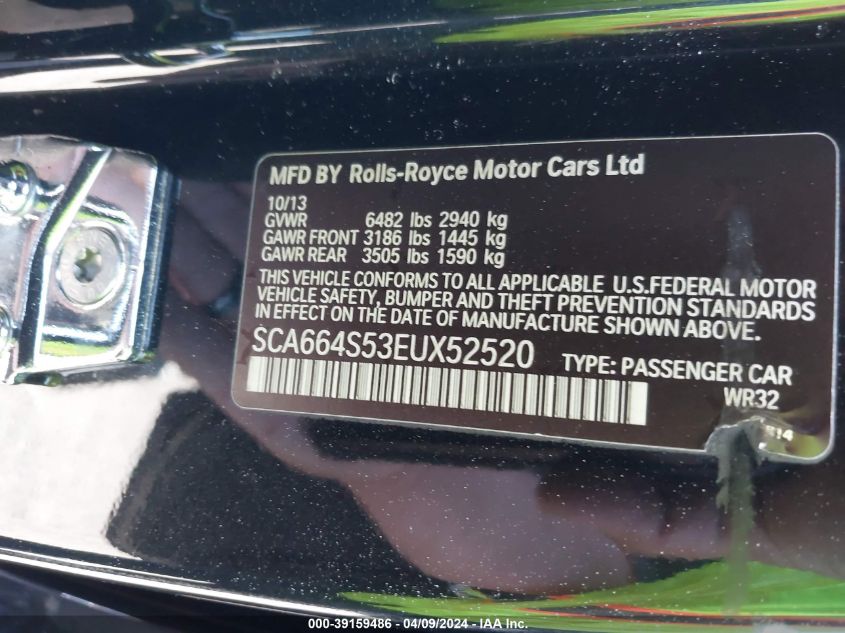 MFD BY Rolls-Royce Motor Cars Ltd
10/13
GVWR 6482 lbs 2940 kg
GAWR FRONT 3186 lbs 1445 kg
GAWR REAR 3505 lbs 1590 kg
THIS VEHICLE CONFORMS TO ALL APPLICABLE U.S.FEDERAL MOTOR
VEHICLE SAFETY, BUMPER AND THEFT PREVENTION STANDARDS
IN EFFECT ON THE DATE OF MANUFACTURE SHOWN ABOVE.
SCA664S53EUX52520 TYPE: PASSENGER CAR
WR32
000-39159486 - 04/09/2024 - IAA Inc.